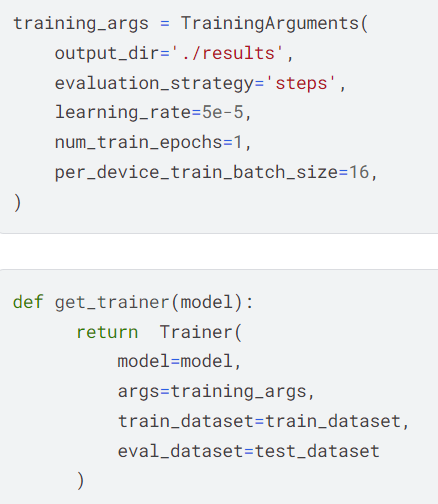 training_args = TrainingArguments(
    output_dir='./results',
    evaluation_strategy='steps',
    learning_rate=5e-5,
    num_train_epochs=1,
    per_device_train_batch_size=16,
)
def get_trainer(model):
      return  Trainer(
          model=model,
          args=training_args,
          train_dataset=train_dataset,
          eval_dataset=test_dataset
      )